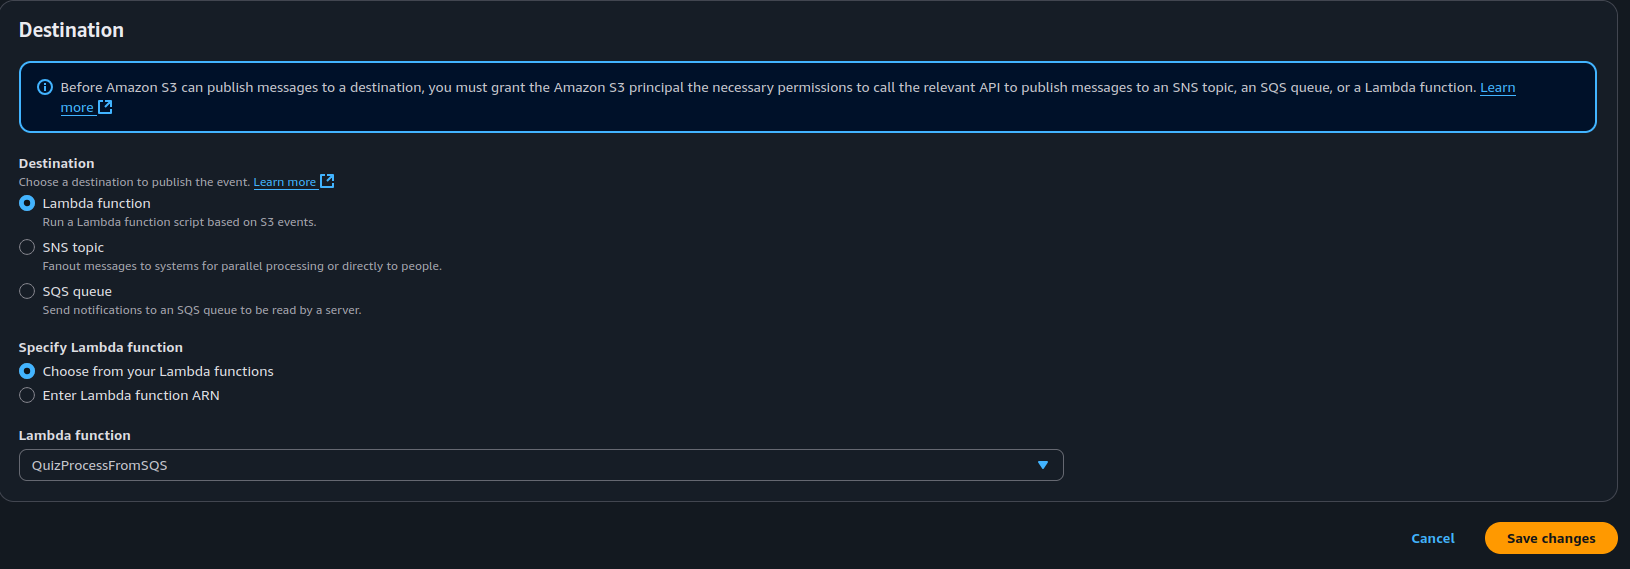 Destination
Before Amazon S3 can publish messages to a destination, you must grant the Amazon S3 principal the necessary permissions to call the relevant API to publish messages to an SNS topic, an SQS queue, or a Lambda function. Learn
more
Destination
Choose a destination to publish the event. Learn more
Lambda function
Run a Lambda function script based on S3 events.
SNS topic
Fanout messages to systems for parallel processing or directly to people.
SQS queue
Send notifications to an SQS queue to be read by a server.
Specify Lambda function
Choose from your Lambda functions
Enter Lambda function ARN
Lambda function
QuizProcessFromSQS
Cancel Save changes